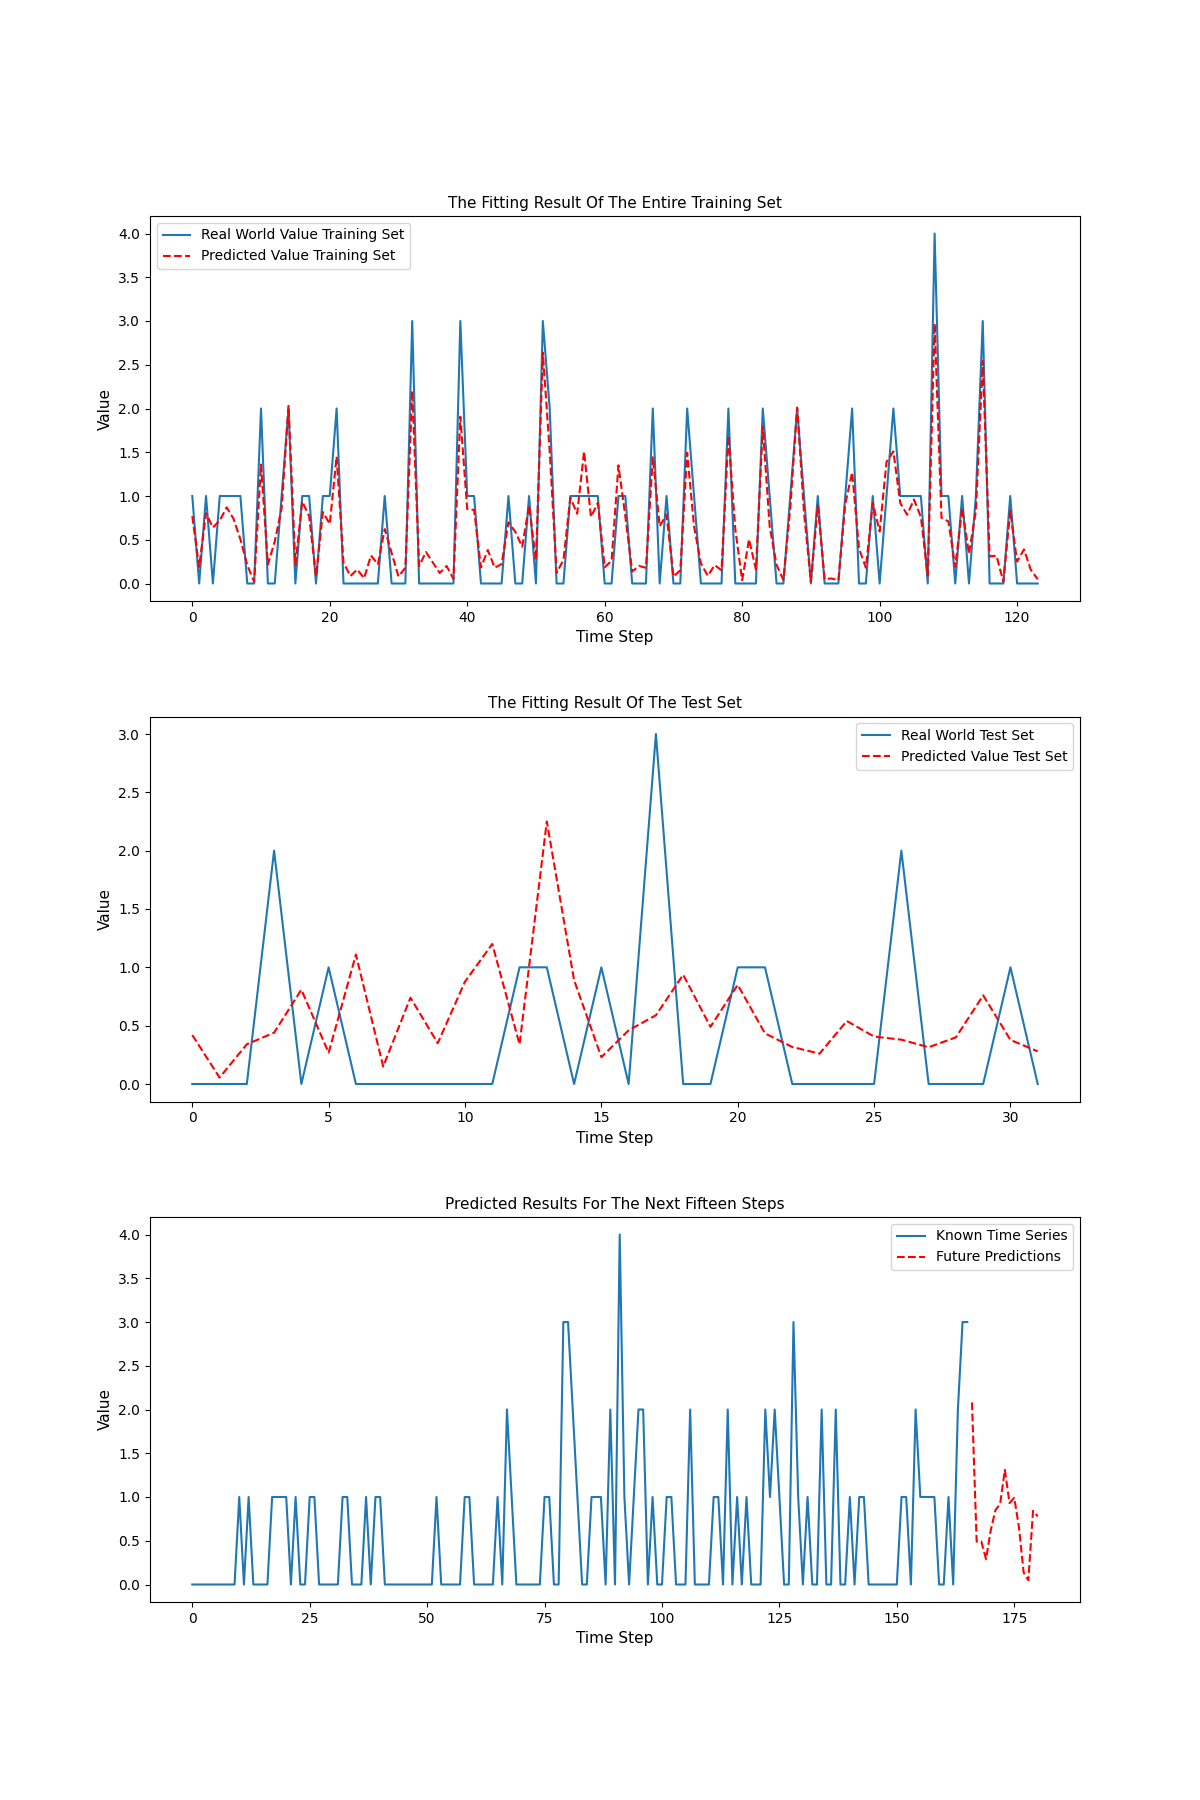 The Fitting Result Of The Entire Training Set
Real World Value Training Set
Predicted Value Training Set
Value
4.0
3.5
3.0
2.5
2.0
1.5
1.0
0.5
0.0
0 20 40 60 80 100 120
Time Step
The Fitting Result Of The Test Set
Real World Test Set
Predicted Value Test Set
Value
3.0
2.5
2.0
1.5
1.0
0.5
0.0
0 5 10 15 20 25 30
Time Step
Predicted Results For The Next Fifteen Steps
Known Time Series
Future Predictions
Value
4.0
3.5
3.0
2.5
2.0
1.5
1.0
0.5
0.0
0 25 50 75 100 125 150 175
Time Step